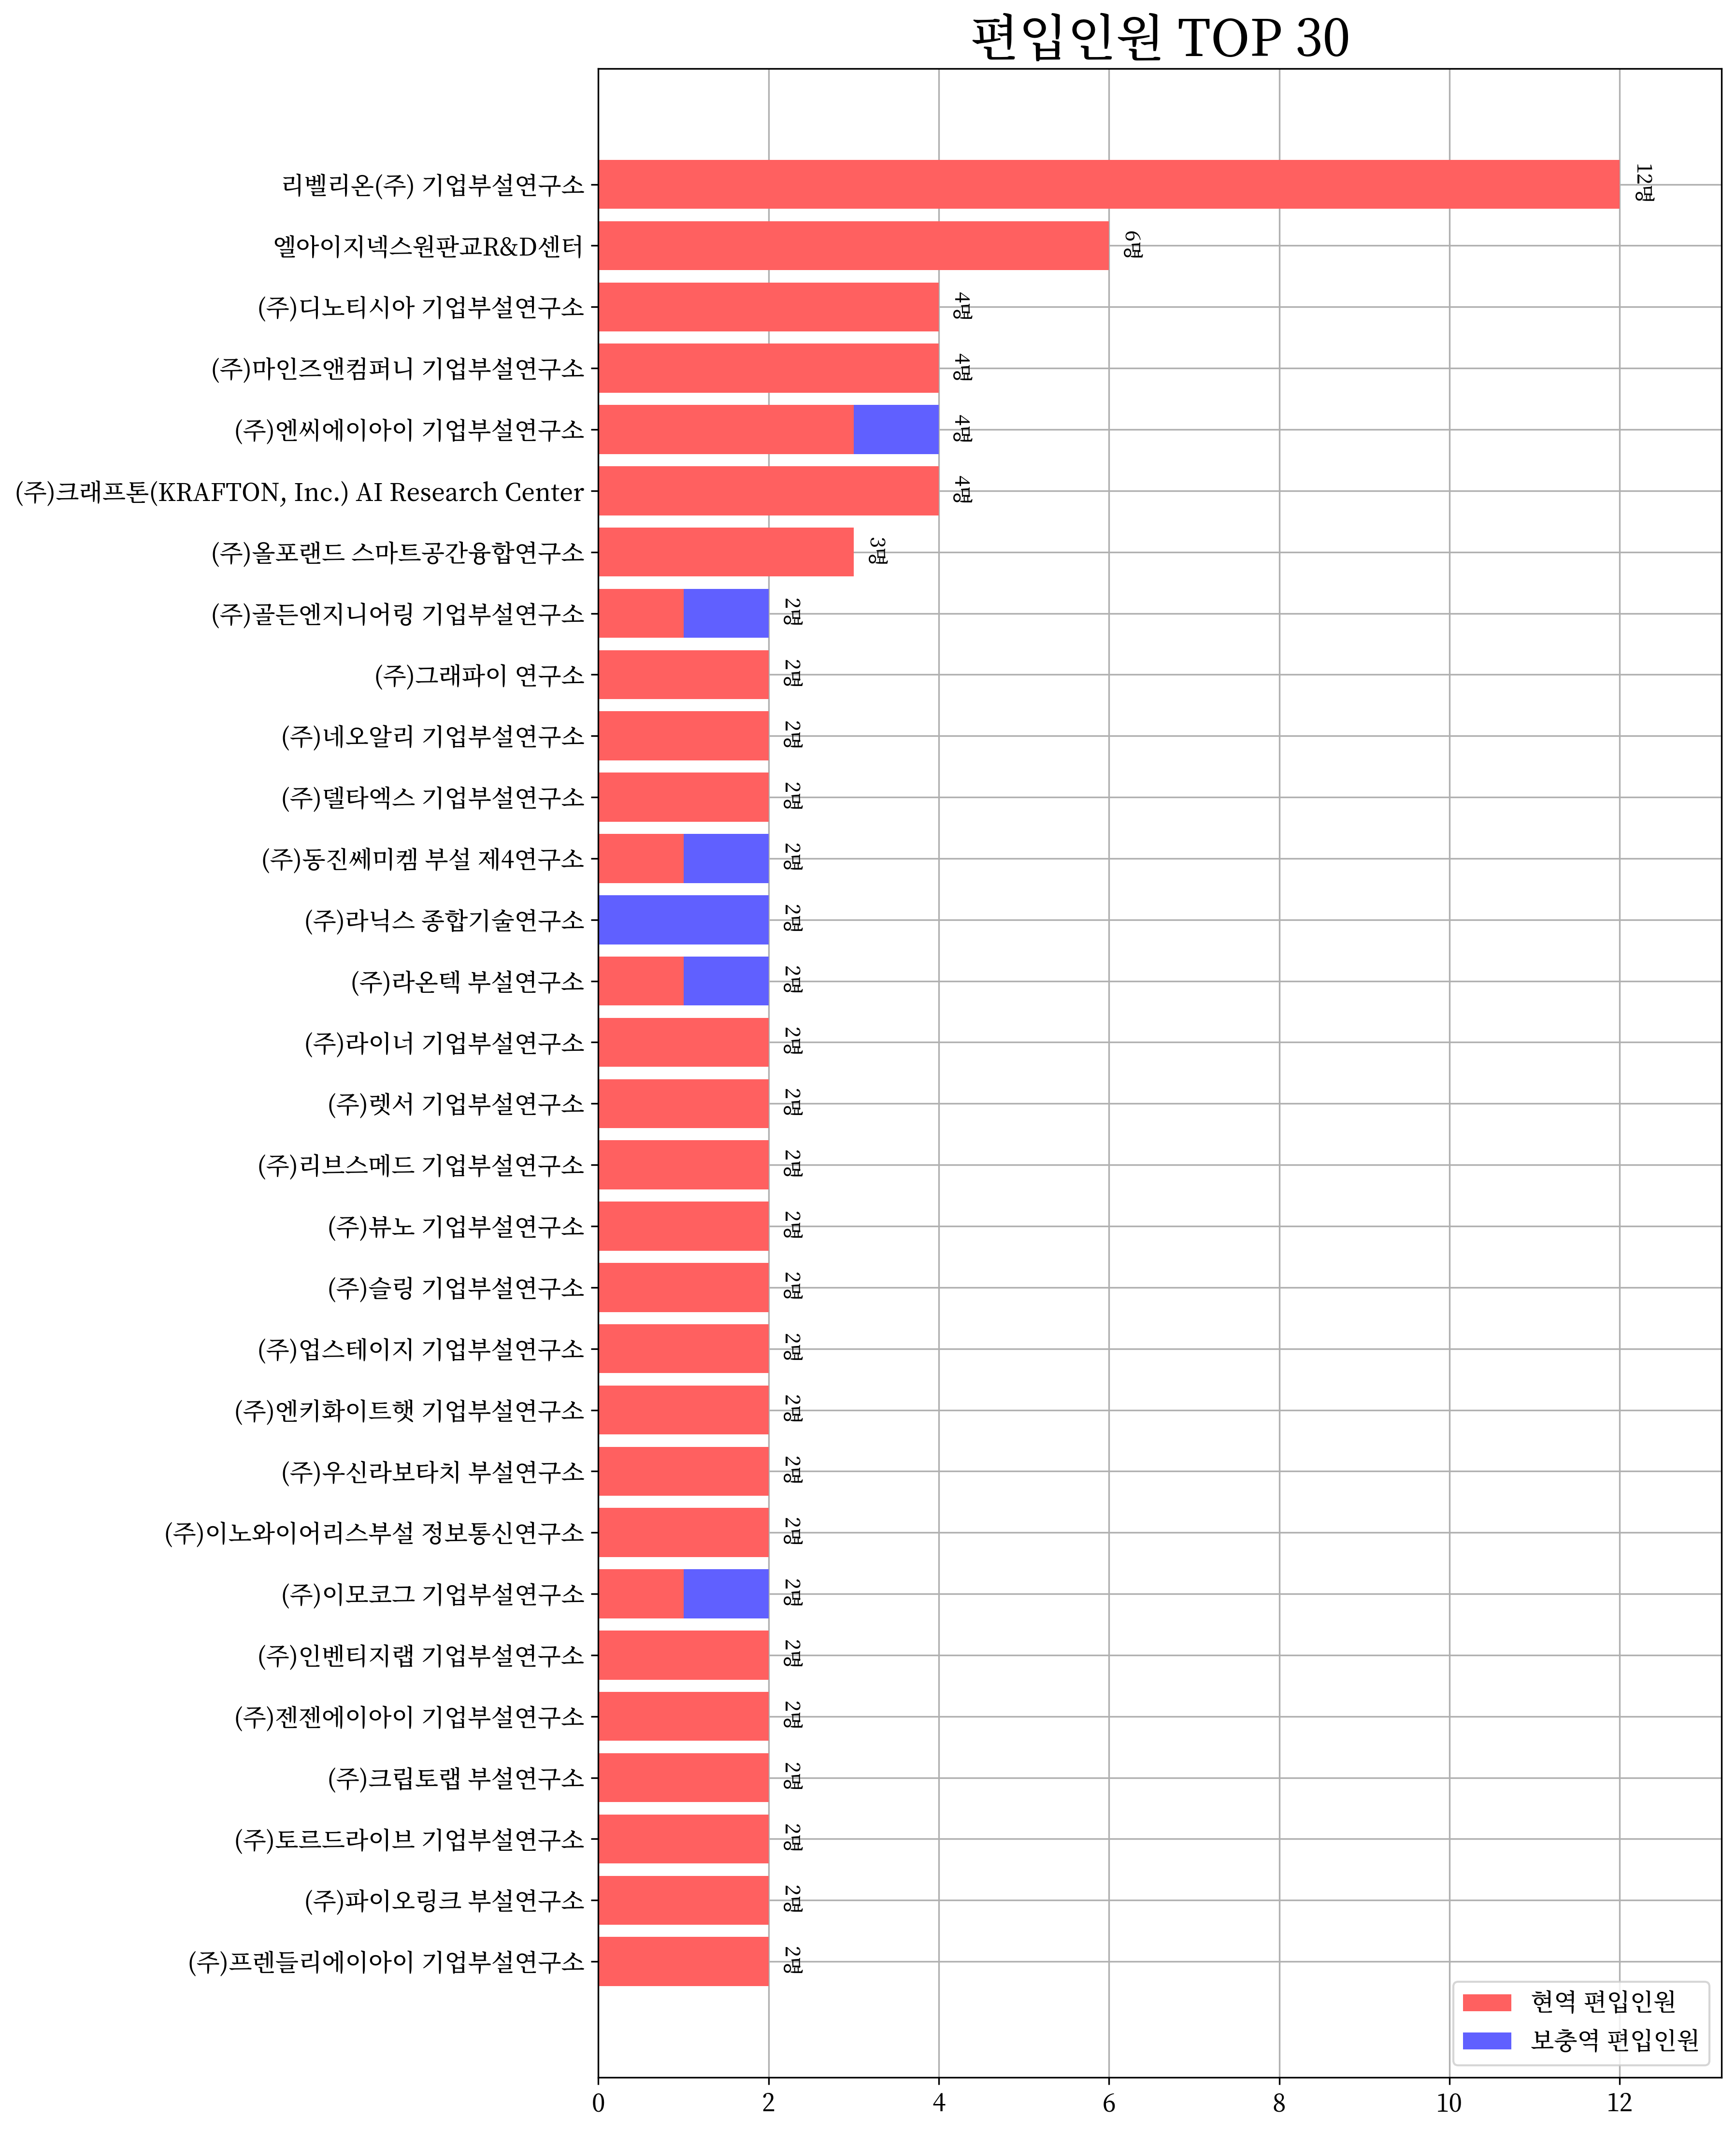 편입인원 TOP 30
리벨리온(주) 기업부설연구소
12명
엘아이지넥스원판교R&D센터
6명
(주)디노티시아 기업부설연구소
4명
(주)마인즈앤컴퍼니 기업부설연구소
4명
(주)엔씨에이아이 기업부설연구소
4명
(주)크래프톤(KRAFTON, Inc.) AI Research Center
4명
(주)올포랜드 스마트공간융합연구소
3명
(주)골든엔지니어링 기업부설연구소
2명
(주)그래파이 연구소
2명
(주)네오알리 기업부설연구소
2명
(주)델타엑스 기업부설연구소
2명
(주)동진쎄미켐 부설 제4연구소
2명
(주)라닉스 종합기술연구소
2명
(주)라온텍 부설연구소
2명
(주)라이너 기업부설연구소
2명
(주)렛서 기업부설연구소
2명
(주)리브스메드 기업부설연구소
2명
(주)뷰노 기업부설연구소
2명
(주)슬링 기업부설연구소
2명
(주)업스테이지 기업부설연구소
2명
(주)엔키화이트햇 기업부설연구소
2명
(주)우신라보타치 부설연구소
2명
(주)이노와이어리스부설 정보통신연구소
2명
(주)이모코그 기업부설연구소
2명
(주)인벤티지랩 기업부설연구소
2명
(주)젠젠에이아이 기업부설연구소
2명
(주)크립토랩 부설연구소
2명
(주)토르드라이브 기업부설연구소
2명
(주)파이오링크 부설연구소
2명
(주)프렌들리에이아이 기업부설연구소
2명
현역 편입인원
보충역 편입인원
0 2 4 6 8 10 12